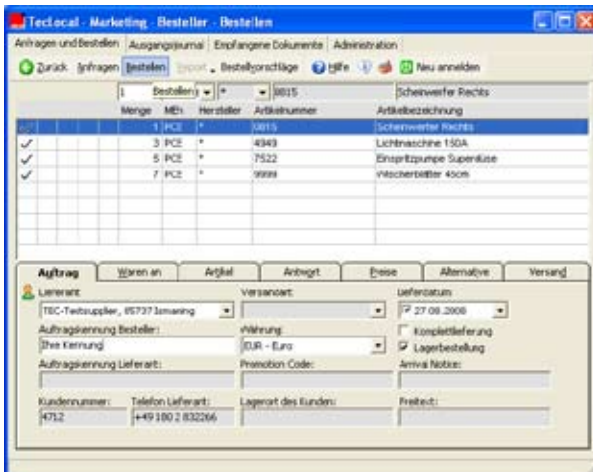 TecLocal - Marketing - Besteller - Bestellen
Anfragen und Bestellen Ausgangsjournal Empfangene Dokumente Administration
Zurück Anfragen Bestellen Import Bestellvorschläge Hilfe Neu anmelden
1 Bestellen * 0815 Scheinwerfer Rechts
Menge MEh Hersteller Artikelnummer Artikelbezeichnung
1 PCE * 0815 Scheinwerfer Rechts
3 PCE * 4949 Lichtmaschine 150A
5 PCE * 7522 Einspritzpumpe Superdüse
7 PCE * 9999 Wischerblätter 45cm
Auftrag Waren an Artikel Antwort Preise Alternative Versand
Lieferant Versandart: Lieferdatum
TEC-Testsupplier, 85737 Ismaning 27.08.2008
Auftragskennung Besteller: Währung Komplettlieferung
Ihre Kennung EUR - Euro Lagerbestellung
Auftragskennung Lieferant: Promotion Code: Arrival Notice:
Kundennummer: Telefon Lieferant: Lagerort des Kunden: Freitext:
4712 +49 180 2 832266